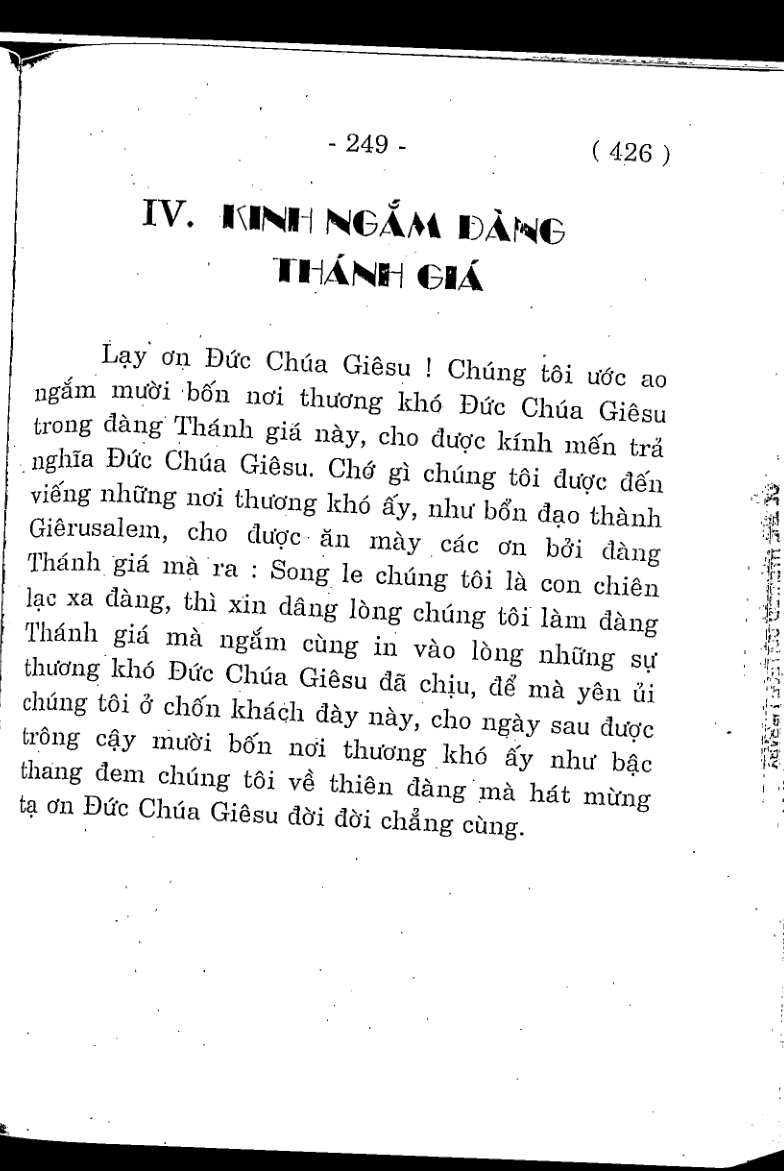 - 249 - ( 426 )
IV. KINH NGẮM ĐÀNG
THÁNH GIÁ
Lạy ơn Đức Chúa Giêsu ! Chúng tôi ước ao
ngắm mười bốn nơi thương khó Đức Chúa Giêsu
trong đàng Thánh giá này, cho được kính mến trả
nghĩa Đức Chúa Giêsu. Chớ gì chúng tôi được đến
viếng những nơi thương khó ấy, như bổn đạo thành
Giêrusalem, cho được ăn mày các ơn bởi đàng
Thánh giá mà ra : Song le chúng tôi là con chiên
lạc xa đàng, thì xin dâng lòng chúng tôi làm đàng
Thánh giá mà ngắm cùng in vào lòng những sự
thương khó Đức Chúa Giêsu đã chịu, để mà yên ủi
chúng tôi ở chốn khách đày này, cho ngày sau được
trông cậy mười bốn nơi thương khó ấy như bậc
thang đem chúng tôi về thiên đàng mà hát mừng
tạ ơn Đức Chúa Giêsu đời đời chẳng cùng.